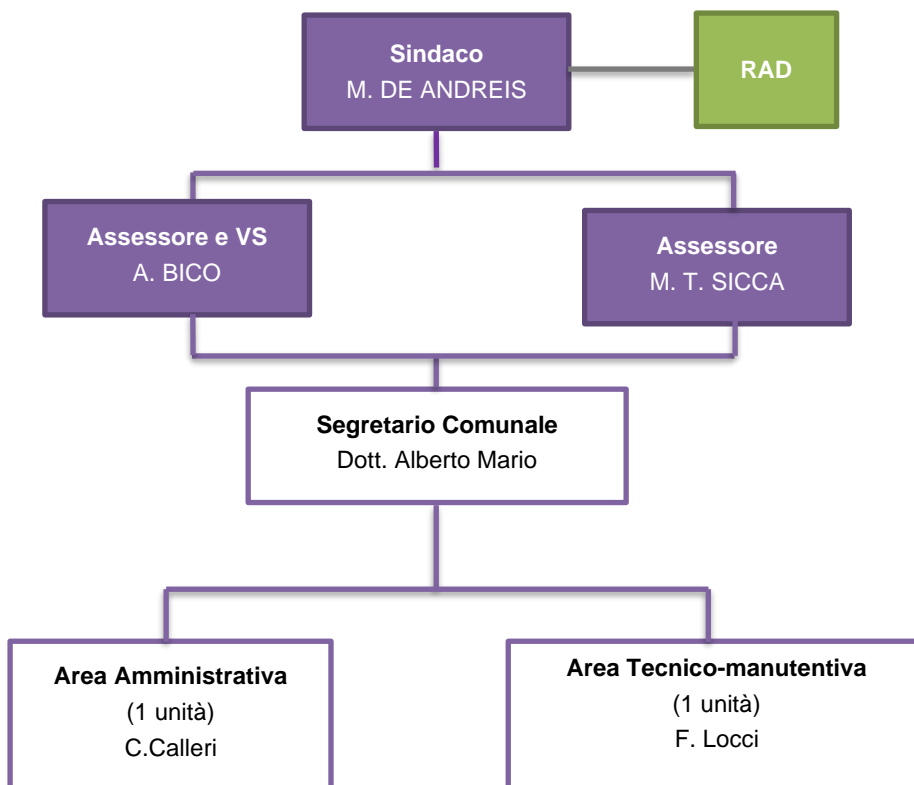 Sindaco
M. DE ANDREIS
RAD
Assessore e VS
A. BICO
Assessore
M. T. SICCA
Segretario Comunale
Dott. Alberto Mario
Area Amministrativa
(1 unità)
C.Calleri
Area Tecnico-manutentiva
(1 unità)
F. Locci